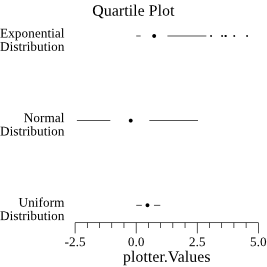 Quartile Plot
Exponential
Distribution
Normal
Distribution
Uniform
Distribution
-2.5 0.0 2.5 5.0
plotter.Values